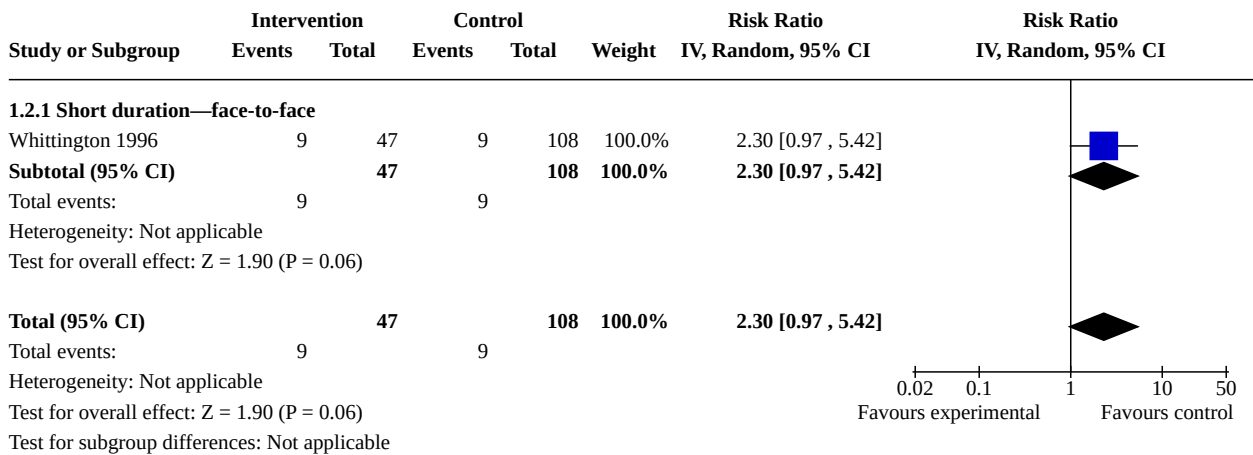 Intervention Control Risk Ratio Risk Ratio
Study or Subgroup Events Total Events Total Weight IV, Random, 95% CI IV, Random, 95% CI
1.2.1 Short duration—face-to-face
Whittington 1996 9 47 9 108 100.0% 2.30 [0.97 , 5.42]
Subtotal (95% CI) 47 108 100.0% 2.30 [0.97 , 5.42]
Total events: 9 9
Heterogeneity: Not applicable
Test for overall effect: Z = 1.90 (P = 0.06)
Total (95% CI) 47 108 100.0% 2.30 [0.97 , 5.42]
Total events: 9 9
Heterogeneity: Not applicable
0.02 0.1 1 10 50
Test for overall effect: Z = 1.90 (P = 0.06) Favours experimental Favours control
Test for subgroup differences: Not applicable